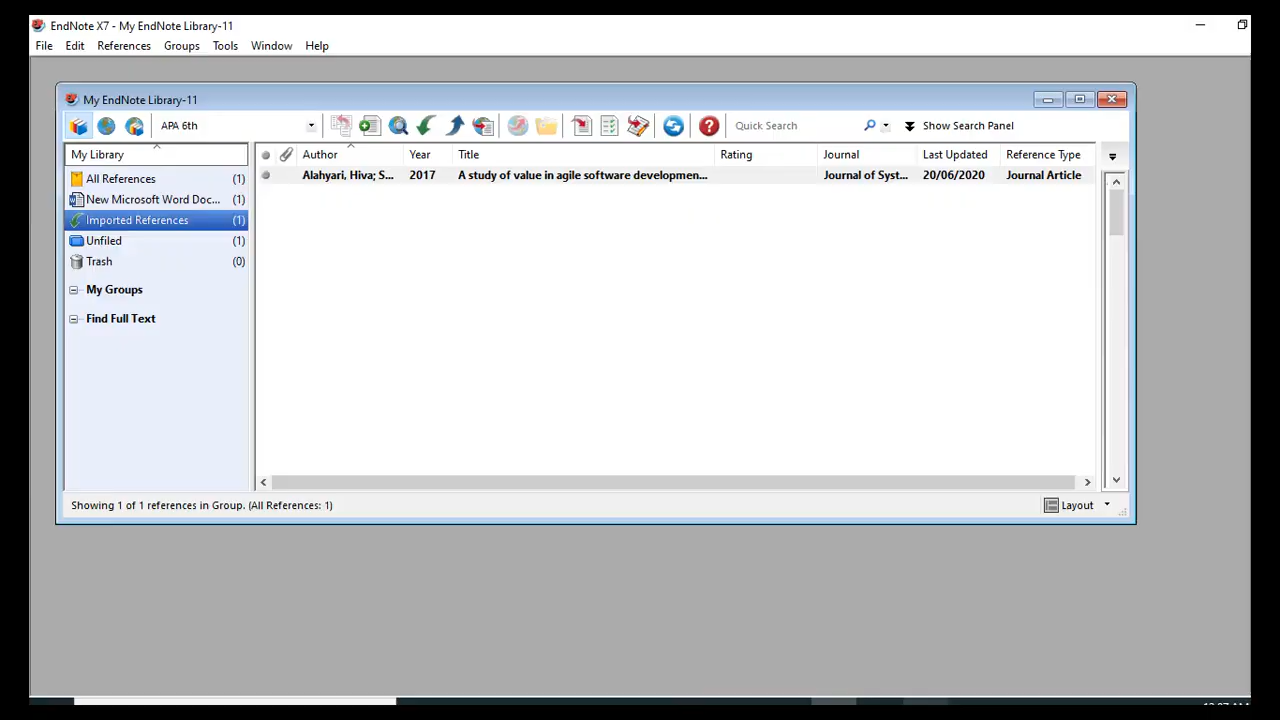 EndNote X7 - My EndNote Library-11
File Edit References Groups Tools Window Help
My EndNote Library-11
APA 6th Quick Search Show Search Panel
My Library
Author Year Title Rating Journal Last Updated Reference Type
All References (1)
Alahyari, Hiva; S... 2017 A study of value in agile software developmen... Journal of Syst... 20/06/2020 Journal Article
New Microsoft Word Doc... (1)
Imported References (1)
Unfiled (1)
Trash (0)
My Groups
Find Full Text
Showing 1 of 1 references in Group. (All References: 1)
Layout